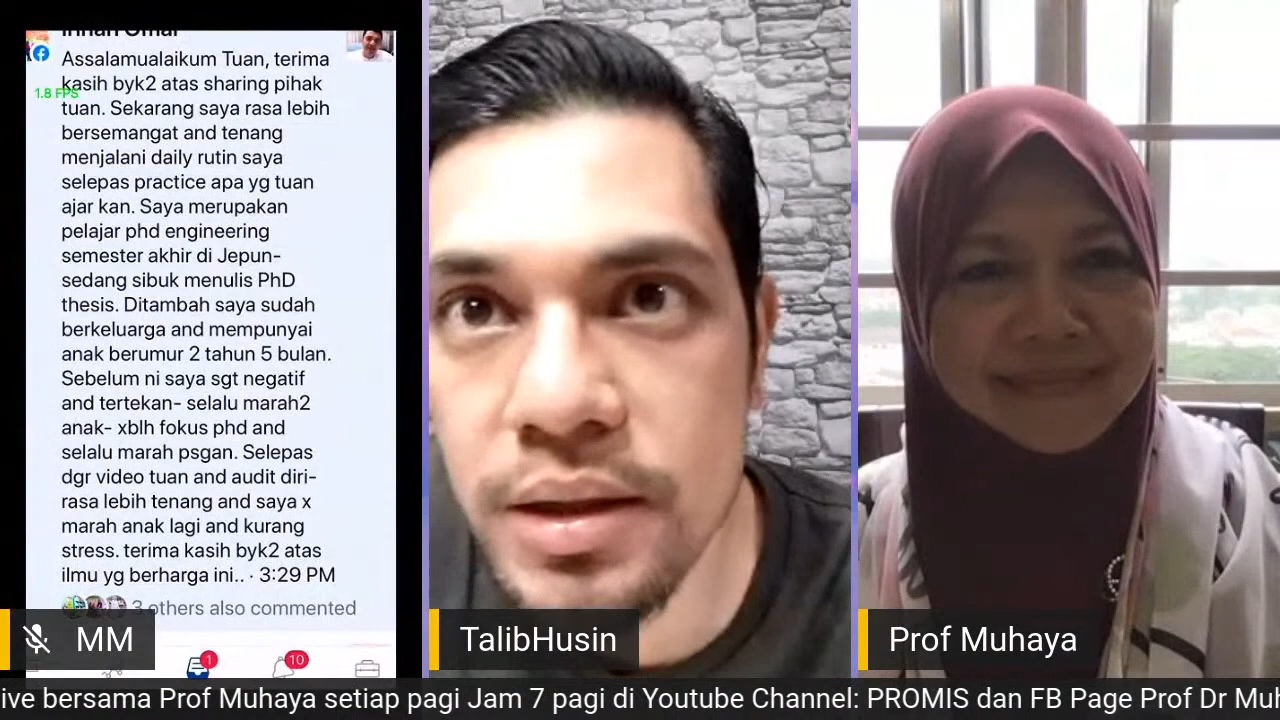 Assalamualaikum Tuan, terima
kasih byk2 atas sharing pihak
1.8 FPS
tuan. Sekarang saya rasa lebih
bersemangat and tenang
menjalani daily rutin saya
selepas practice apa yg tuan
ajar kan. Saya merupakan
pelajar phd engineering
semester akhir di Jepun-
sedang sibuk menulis PhD
thesis. Ditambah saya sudah
berkeluarga and mempunyai
anak berumur 2 tahun 5 bulan.
Sebelum ni saya sgt negatif
and tertekan- selalu marah2
anak- xblh fokus phd and
selalu marah psgan. Selepas
dgr video tuan and audit diri-
rasa lebih tenang and saya x
marah anak lagi and kurang
stress. terima kasih byk2 atas
ilmu yg berharga ini.. · 3:29 PM
3 others also commented
1
10
MM
TalibHusin
Prof Muhaya
ive bersama Prof Muhaya setiap pagi Jam 7 pagi di Youtube Channel: PROMIS dan FB Page Prof Dr Muh